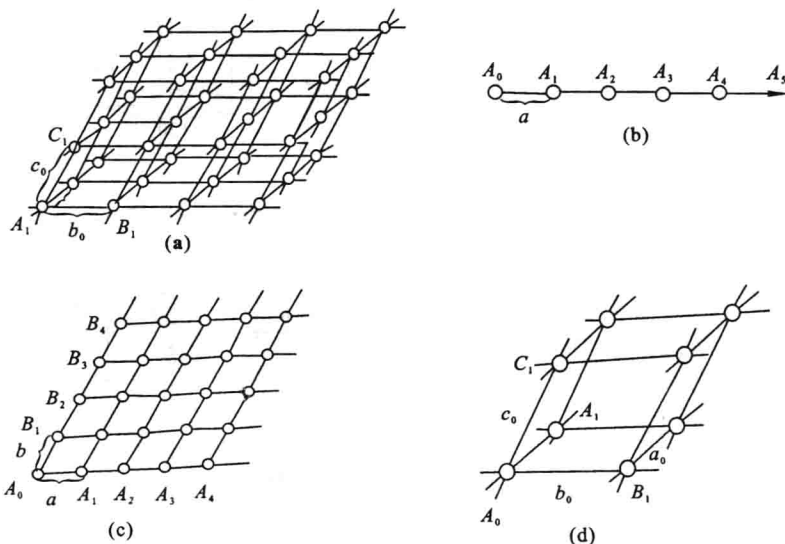 C₁
c₀
A₁
b₀
B₁
(a)
A₀ A₁ A₂ A₃ A₄ A₅
a
(b)
B₄
B₃
B₂
B₁
b
A₀
a
A₁ A₂ A₃ A₄
(c)
C₁
c₀
A₁
a₀
b₀
B₁
A₀
(d)